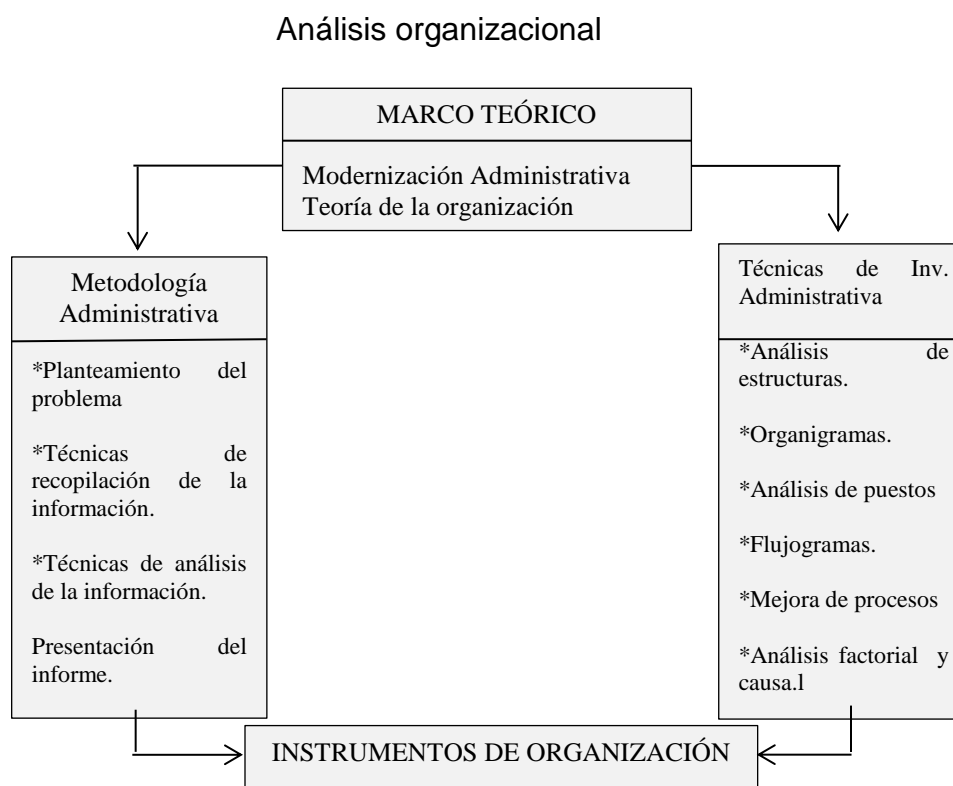 Análisis organizacional
MARCO TEÓRICO
Modernización Administrativa
Teoría de la organización
Metodología
Administrativa
*Planteamiento del
problema
*Técnicas de
recopilación de la
información.
*Técnicas de análisis
de la información.
Presentación del
informe.
Técnicas de Inv.
Administrativa
*Análisis de
estructuras.
*Organigramas.
*Análisis de puestos
*Flujogramas.
*Mejora de procesos
*Análisis factorial y
causa.l
INSTRUMENTOS DE ORGANIZACIÓN